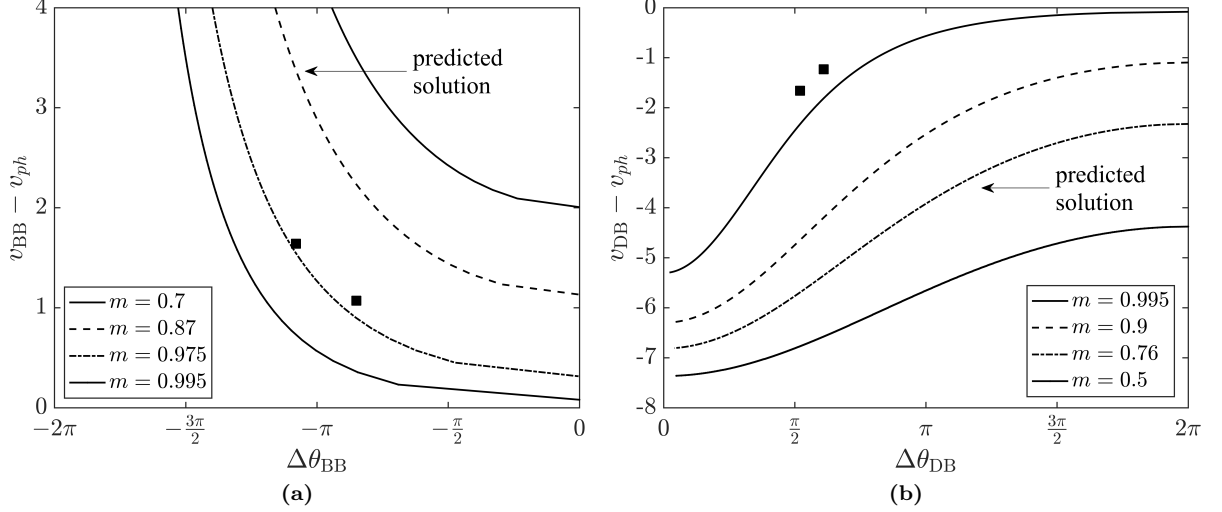 4
3
2
1
0
v_BB − v_ph
predicted
solution
m = 0.7
m = 0.87
m = 0.975
m = 0.995
−2π
−3π/2
−π
−π/2
0
Δθ_BB
(a)
0
-1
-2
-3
-4
-5
-6
-7
-8
v_DB − v_ph
predicted
solution
m = 0.995
m = 0.9
m = 0.76
m = 0.5
0
π/2
π
3π/2
2π
Δθ_DB
(b)